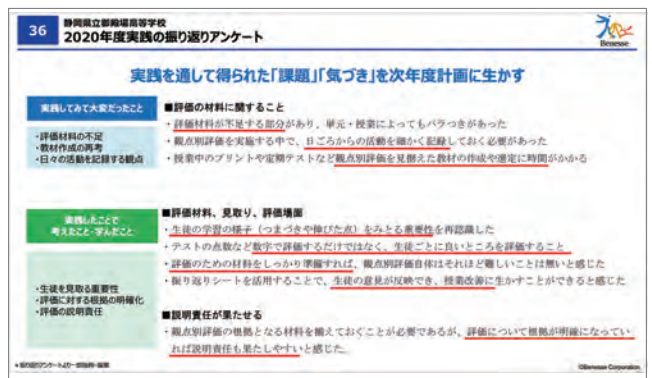 36
静岡県立御殿場高等学校
2020年度実践の振り返りアンケート
Benesse
実践を通して得られた「課題」「気づき」を次年度計画に生かす
実践してみて大変だったこと
・評価材料の不足
・教材作成の再考
・日々の活動を記録する観点
■評価の材料に関すること
・評価材料が不足する部分があり、単元・授業によってもバラつきがあった
・観点別評価を実施する中で、日ごろからの活動を細かく記録しておく必要があった
・授業中のプリントや定期テストなど観点別評価を見据えた教材の作成や選定に時間がかかる
実践したことで
考えたこと・学んだこと
・生徒を見取る重要性
・評価に対する根拠の明確化
・評価の説明責任
■評価材料、見取り、評価場面
・生徒の学習の様子（つまづきや伸びた点）をみとる重要性を再認識した
・テストの点数など数字で評価するだけではなく、生徒ごとに良いところを評価すること
・評価のための材料をしっかり準備すれば、観点別評価自体はそれほど難しいことは無いと感じた
・振り返りシートを活用することで、生徒の意見が反映でき、授業改善に生かすことができると感じた
■説明責任が果たせる
・観点別評価の根拠となる材料を揃えておくことが必要であるが、評価について根拠が明確になってい
れば説明責任も果たしやすいと感じた
＊振り返りアンケートより一部抜粋・編集
©Benesse Corporation